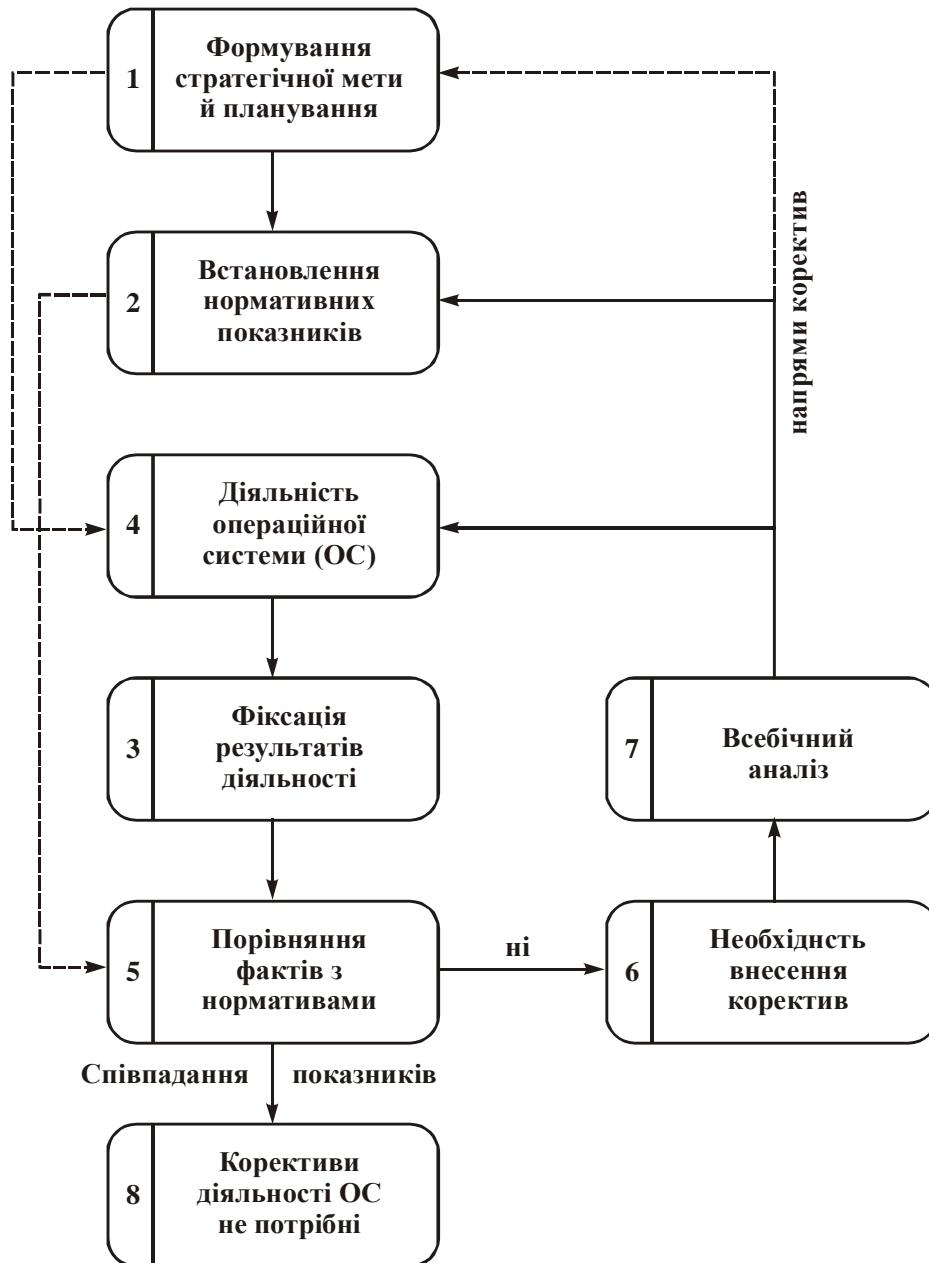 1
Формування
стратегічної мети
й планування
2
Встановлення
нормативних
показників
напрями коректив
4
Діяльність
операційної
системи (ОС)
3
Фіксація
результатів
діяльності
7
Всебічний
аналіз
5
Порівняння
фактів з
нормативами
ні
6
Необхіднсть
внесення
коректив
Співпадання показників
8
Корективи
діяльності ОС
не потрібні